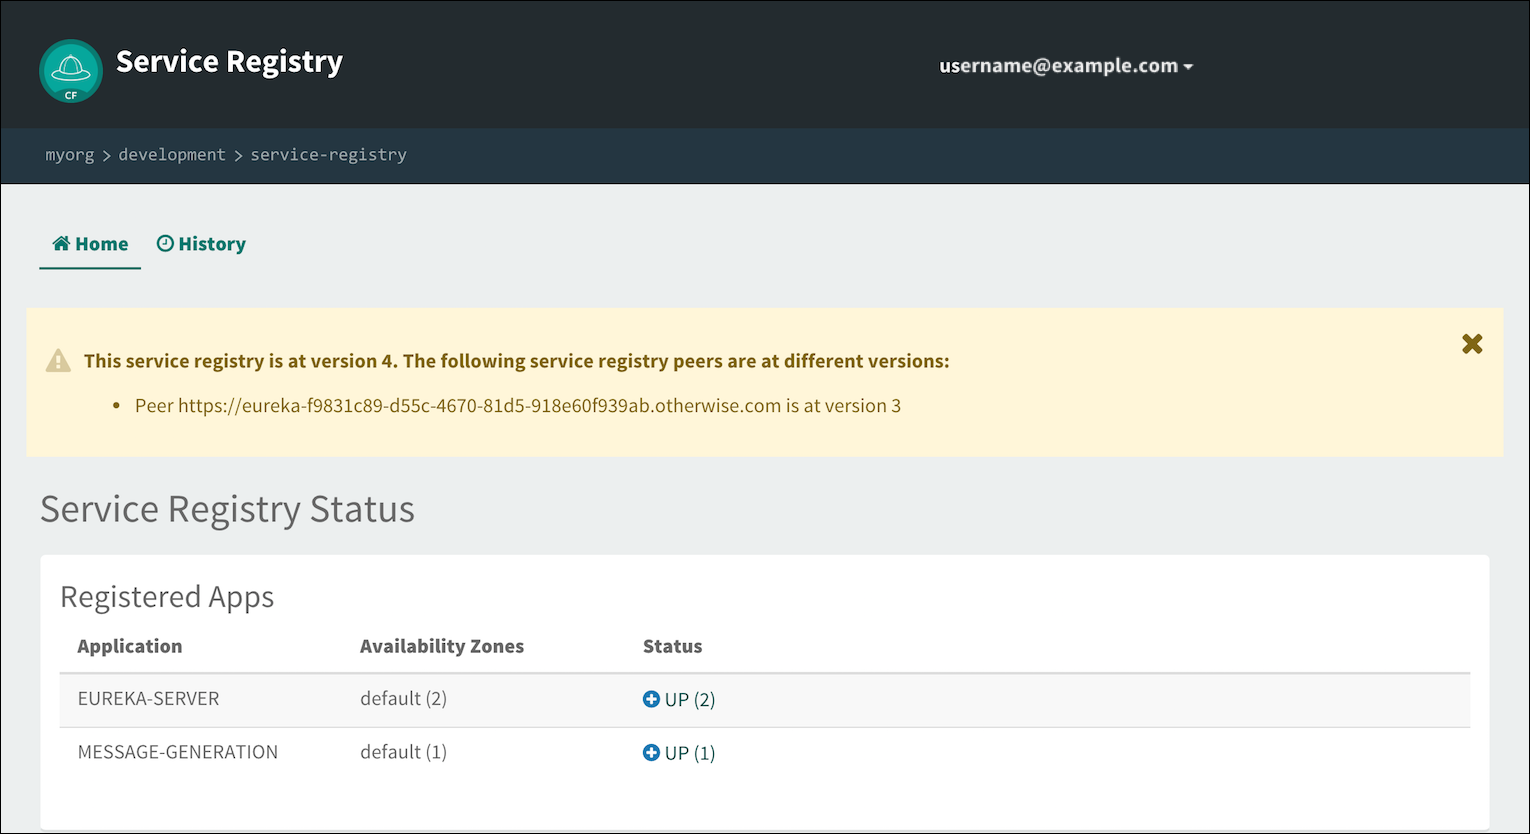 CF
Service Registry
username@example.com
myorg > development > service-registry
Home History
This service registry is at version 4. The following service registry peers are at different versions:
• Peer https://eureka-f9831c89-d55c-4670-81d5-918e60f939ab.otherwise.com is at version 3
Service Registry Status
Registered Apps
Application Availability Zones Status
EUREKA-SERVER default (2) UP (2)
MESSAGE-GENERATION default (1) UP (1)